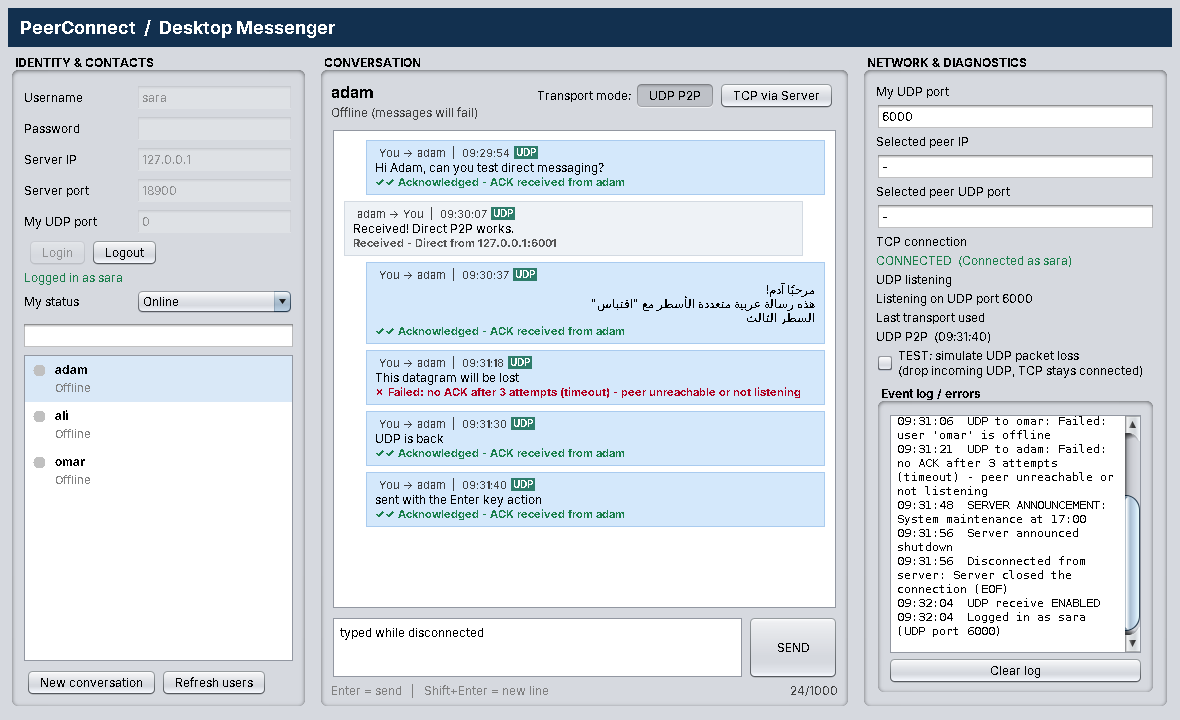 PeerConnect / Desktop Messenger
IDENTITY & CONTACTS
Username
sara
Password
Server IP
127.0.0.1
Server port
18900
My UDP port
0
Login
Logout
Logged in as sara
My status
Online
adam
Offline
ali
Offline
omar
Offline
New conversation
Refresh users
CONVERSATION
adam
Offline (messages will fail)
Transport mode:
UDP P2P
TCP via Server
You → adam | 09:29:54 UDP
Hi Adam, can you test direct messaging?
✓✓ Acknowledged - ACK received from adam
adam → You | 09:30:07 UDP
Received! Direct P2P works.
Received - Direct from 127.0.0.1:6001
You → adam | 09:30:37 UDP
مرحبًا آدم!
هذه رسالة عربية متعددة الأسطر مع "اقتباس"
السطر الثالث
✓✓ Acknowledged - ACK received from adam
You → adam | 09:31:18 UDP
This datagram will be lost
× Failed: no ACK after 3 attempts (timeout) - peer unreachable or not listening
You → adam | 09:31:30 UDP
UDP is back
✓✓ Acknowledged - ACK received from adam
You → adam | 09:31:40 UDP
sent with the Enter key action
✓✓ Acknowledged - ACK received from adam
typed while disconnected
SEND
Enter = send | Shift+Enter = new line
24/1000
NETWORK & DIAGNOSTICS
My UDP port
6000
Selected peer IP
-
Selected peer UDP port
-
TCP connection
CONNECTED (Connected as sara)
UDP listening
Listening on UDP port 6000
Last transport used
UDP P2P (09:31:40)
TEST: simulate UDP packet loss
(drop incoming UDP, TCP stays connected)
Event log / errors
09:31:06 UDP to omar: Failed:
user 'omar' is offline
09:31:21 UDP to adam: Failed:
no ACK after 3 attempts
(timeout) - peer unreachable or
not listening
09:31:48 SERVER ANNOUNCEMENT:
System maintenance at 17:00
09:31:56 Server announced
shutdown
09:31:56 Disconnected from
server: Server closed the
connection (EOF)
09:32:04 UDP receive ENABLED
09:32:04 Logged in as sara
(UDP port 6000)
Clear log